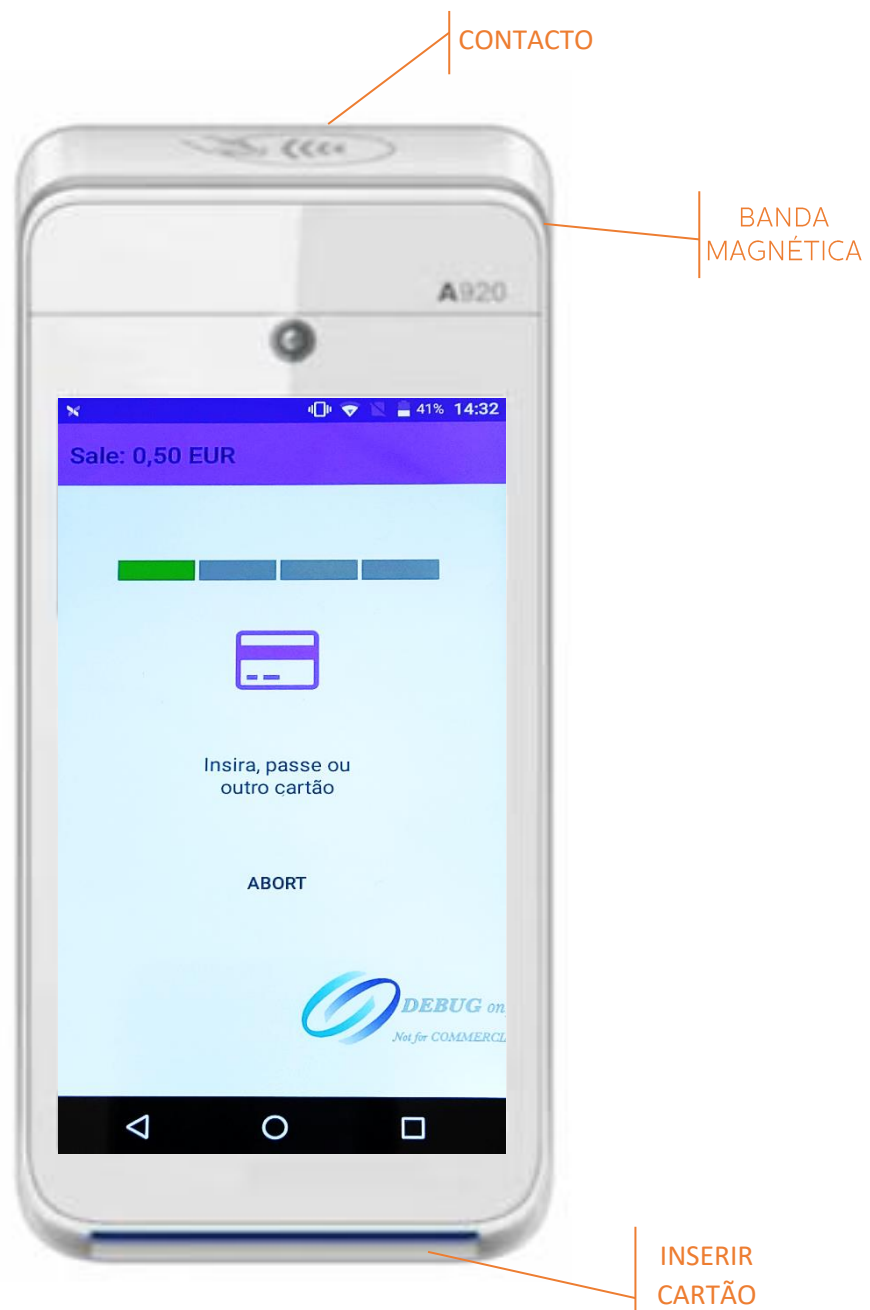 CONTACTO
BANDA
MAGNÉTICA
A920
41% 14:32
Sale: 0,50 EUR
Insira, passe ou
outro cartão
ABORT
DEBUG on
Not for COMMERCI
INSERIR
CARTÃO